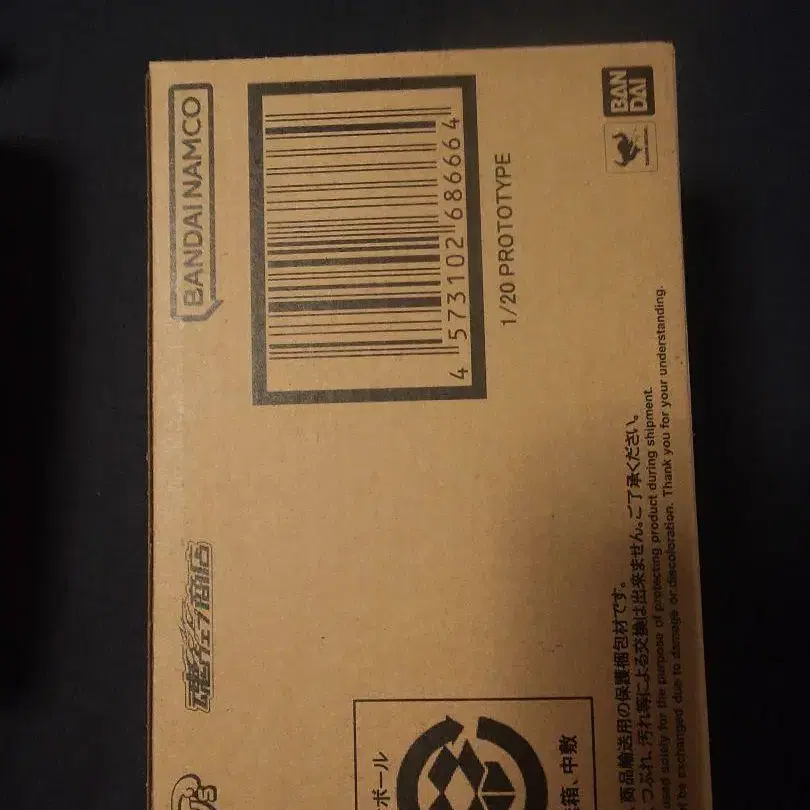 BANDAI NAMCO
4 573102 686664
1/20 PROTOTYPE
BAN
DAI
魂ウェブ商店
ボール
箱、中敷
商品輸送用の保護梱包材です。
つぶれ、汚れ等による交換は出来ません。ご了承ください。
used solely for the purpose of protecting product during shipment.
be exchanged due to damage or discoloration. Thank you for your understanding.